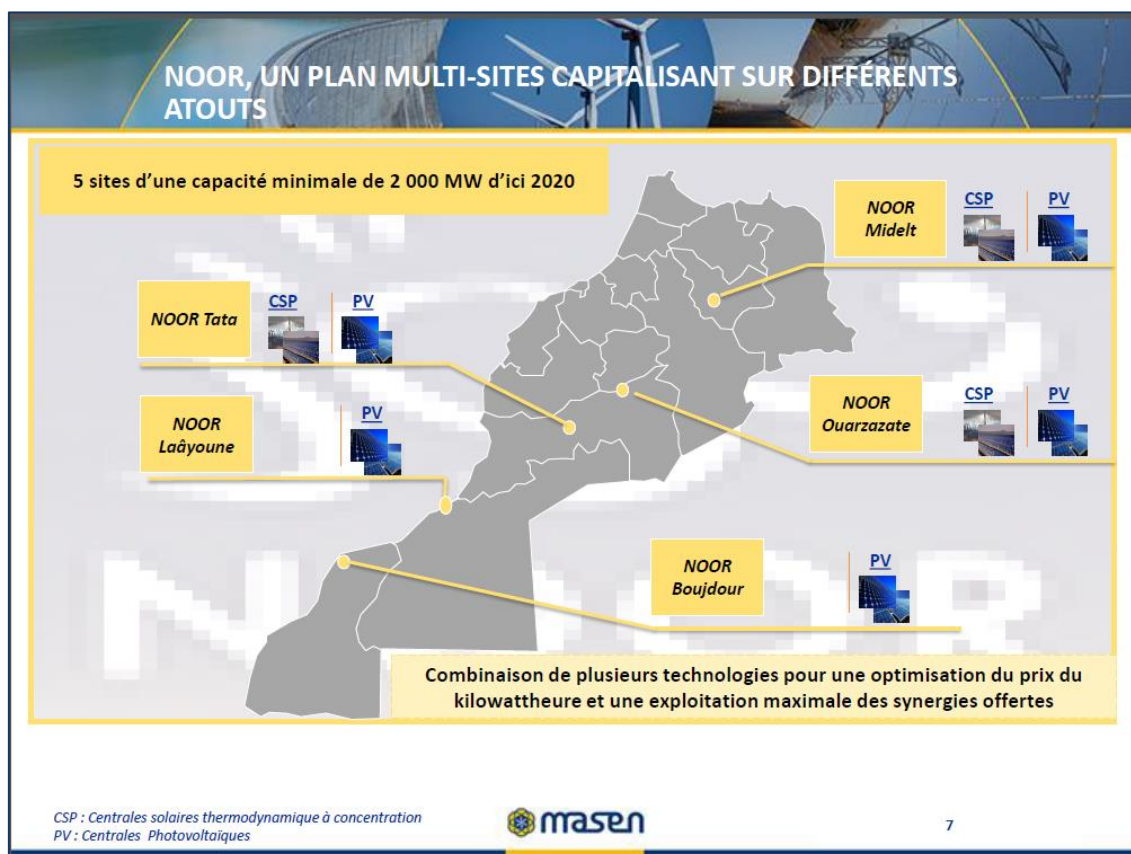 NOOR, UN PLAN MULTI-SITES CAPITALISANT SUR DIFFÉRENTS
ATOUTS
5 sites d'une capacité minimale de 2 000 MW d'ici 2020
NOOR
Midelt
CSP
PV
NOOR Tata
CSP
PV
NOOR
Laâyoune
PV
NOOR
Ouarzazate
CSP
PV
NOOR
Boujdour
PV
NOOR
Combinaison de plusieurs technologies pour une optimisation du prix du
kilowattheure et une exploitation maximale des synergies offertes
CSP : Centrales solaires thermodynamique à concentration
PV : Centrales Photovoltaïques
masen
7